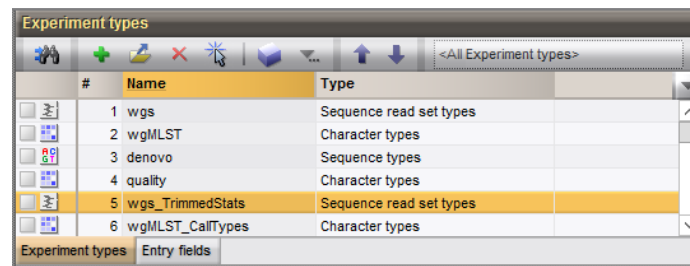 Experiment types
<All Experiment types>
# Name Type
1 wgs Sequence read set types
2 wgMLST Character types
3 denovo Sequence types
4 quality Character types
5 wgs_TrimmedStats Sequence read set types
6 wgMLST_CallTypes Character types
Experiment types Entry fields